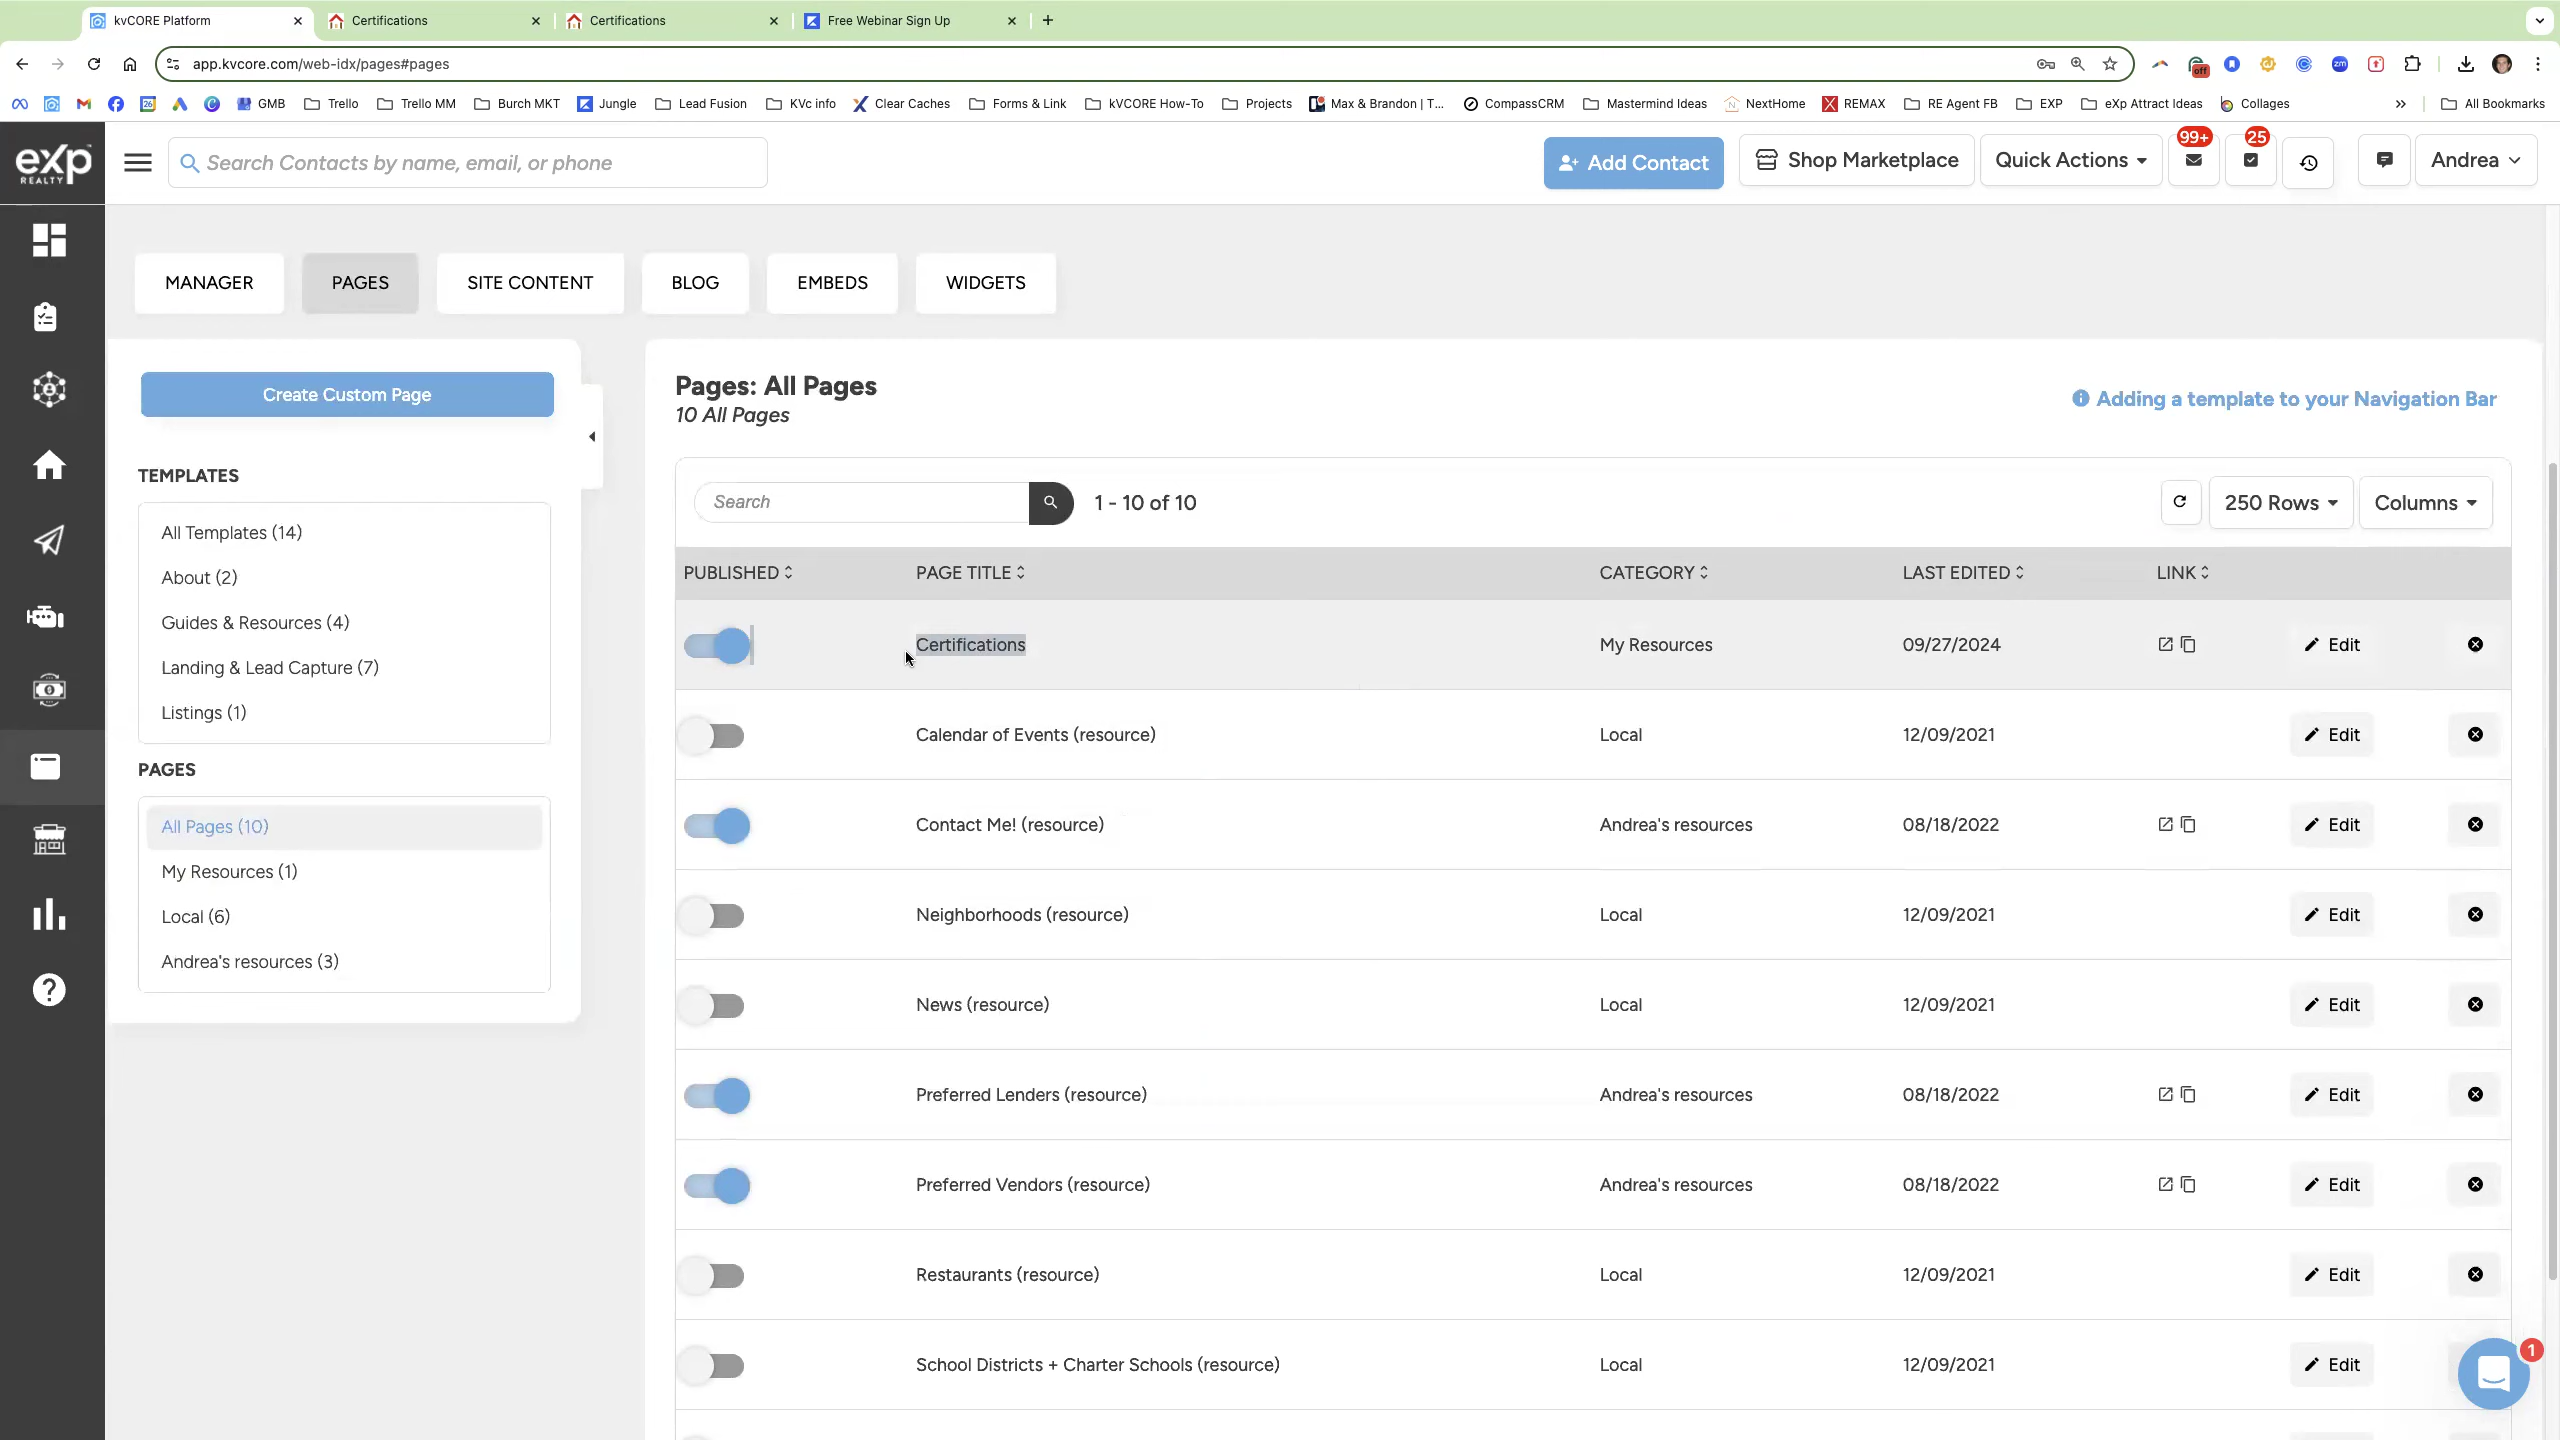 kvCORE Platform
Certifications
Certifications
Free Webinar Sign Up
app.kvcore.com/web-idx/pages#pages
off
zm
26
GMB
Trello
Trello MM
Burch MKT
Jungle
Lead Fusion
KVc info
Clear Caches
Forms & Link
kVCORE How-To
Projects
Max & Brandon | T...
CompassCRM
Mastermind Ideas
NextHome
REMAX
RE Agent FB
EXP
eXp Attract Ideas
Collages
All Bookmarks
eXp
REALTY
Search Contacts by name, email, or phone
Add Contact
Shop Marketplace
Quick Actions
99+
25
Andrea
MANAGER
PAGES
SITE CONTENT
BLOG
EMBEDS
WIDGETS
Create Custom Page
TEMPLATES
All Templates (14)
About (2)
Guides & Resources (4)
Landing & Lead Capture (7)
Listings (1)
PAGES
All Pages (10)
My Resources (1)
Local (6)
Andrea's resources (3)
Pages: All Pages
10 All Pages
Adding a template to your Navigation Bar
Search
1 - 10 of 10
250 Rows
Columns
PUBLISHED PAGE TITLE CATEGORY LAST EDITED LINK
Certifications My Resources 09/27/2024 Edit
Calendar of Events (resource) Local 12/09/2021 Edit
Contact Me! (resource) Andrea's resources 08/18/2022 Edit
Neighborhoods (resource) Local 12/09/2021 Edit
News (resource) Local 12/09/2021 Edit
Preferred Lenders (resource) Andrea's resources 08/18/2022 Edit
Preferred Vendors (resource) Andrea's resources 08/18/2022 Edit
Restaurants (resource) Local 12/09/2021 Edit
School Districts + Charter Schools (resource) Local 12/09/2021 Edit
1